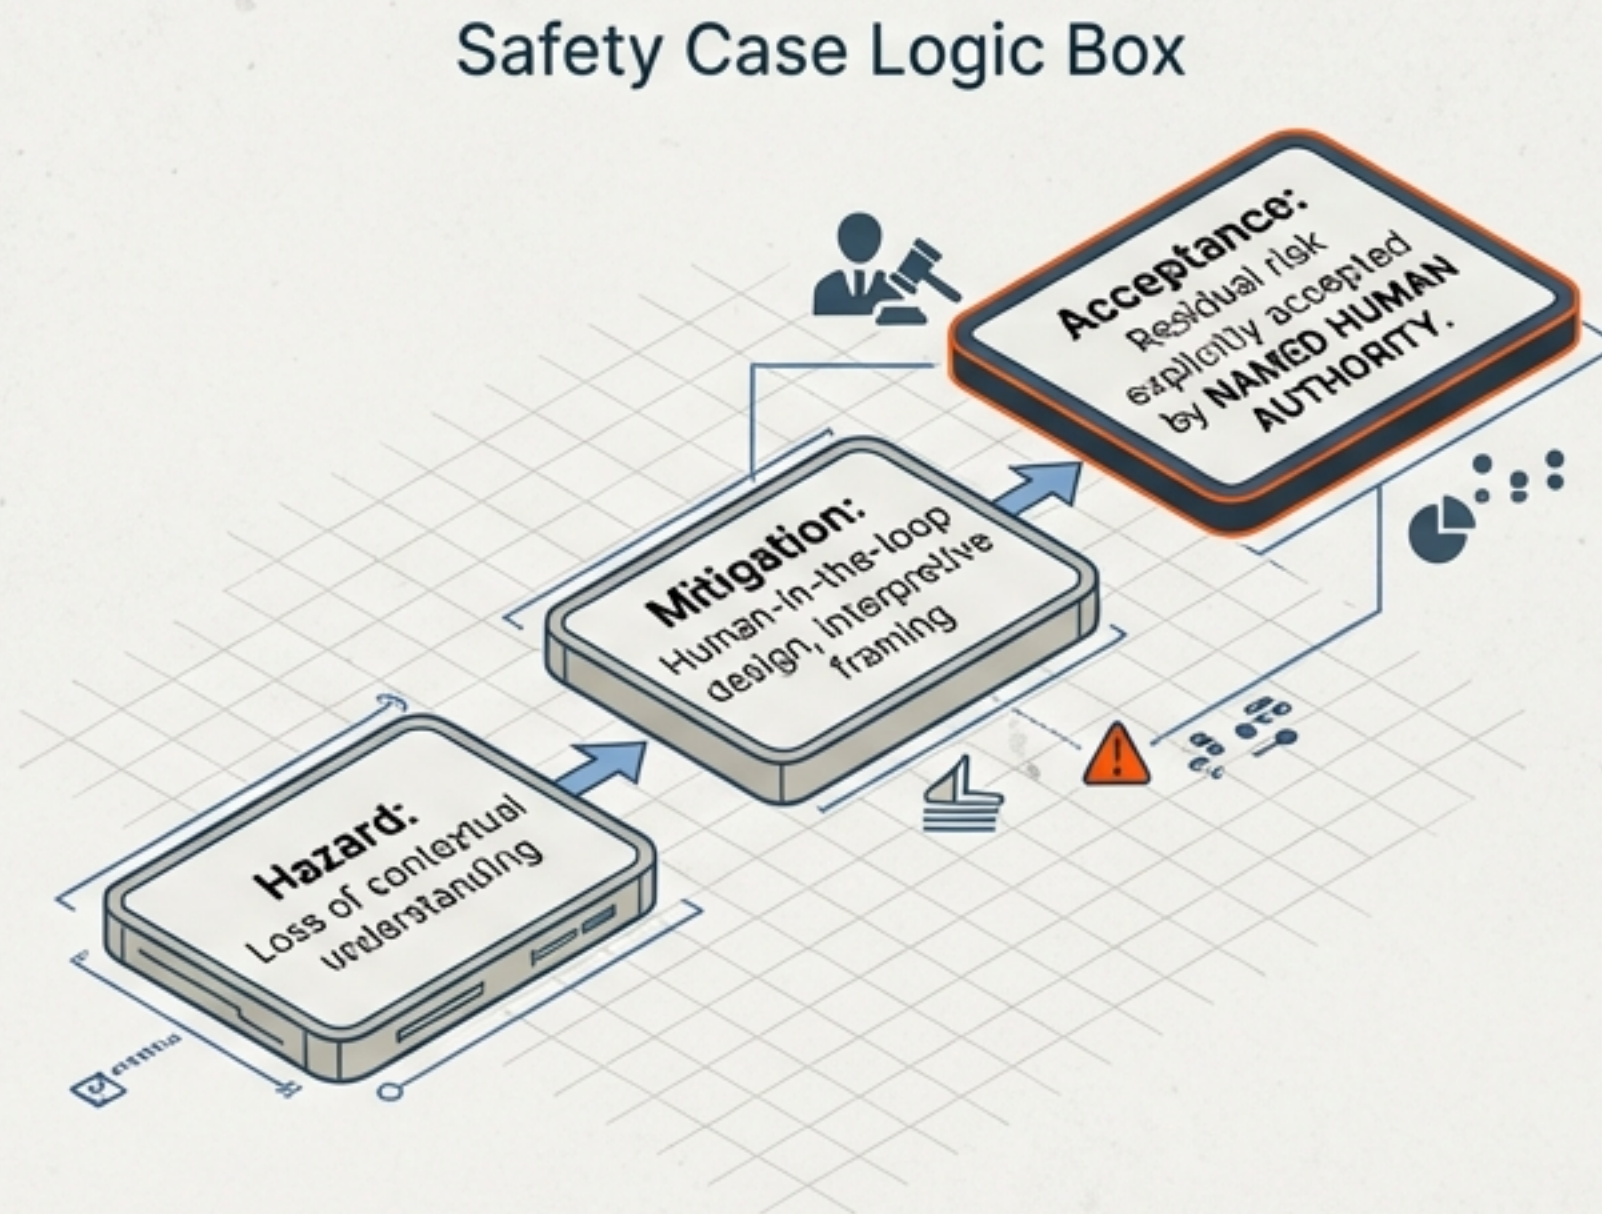 Safety Case Logic Box
Acceptance:
Residual risk
explicitly accepted
by NAMED HUMAN
AUTHORITY.
Mitigation:
Human-in-the-loop
design, interpretive
framing
Hazard:
Loss of contextual
understanding